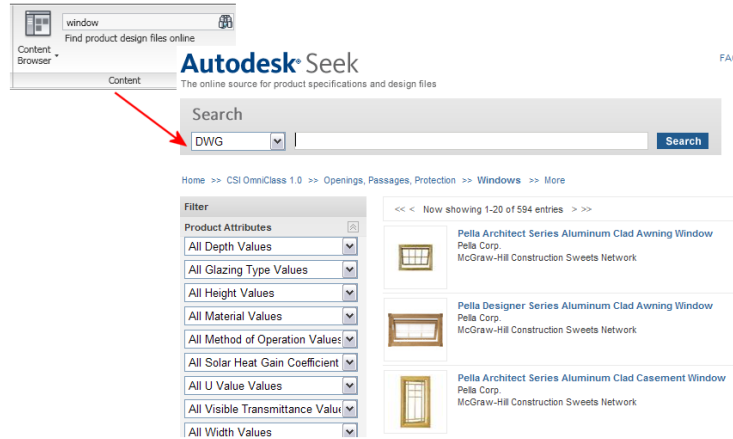 window
Find product design files online
Content
Browser
Content
Autodesk® Seek
The online source for product specifications and design files
FA
Search
DWG
Search
Home >> CSI OmniClass 1.0 >> Openings, Passages, Protection >> Windows >> More
Filter
<< < Now showing 1-20 of 594 entries > >>
Product Attributes
All Depth Values
All Glazing Type Values
All Height Values
All Material Values
All Method of Operation Values
All Solar Heat Gain Coefficient
All U Value Values
All Visible Transmittance Value
All Width Values
Pella Architect Series Aluminum Clad Awning Window
Pella Corp.
McGraw-Hill Construction Sweets Network
Pella Designer Series Aluminum Clad Awning Window
Pella Corp.
McGraw-Hill Construction Sweets Network
Pella Architect Series Aluminum Clad Casement Window
Pella Corp.
McGraw-Hill Construction Sweets Network